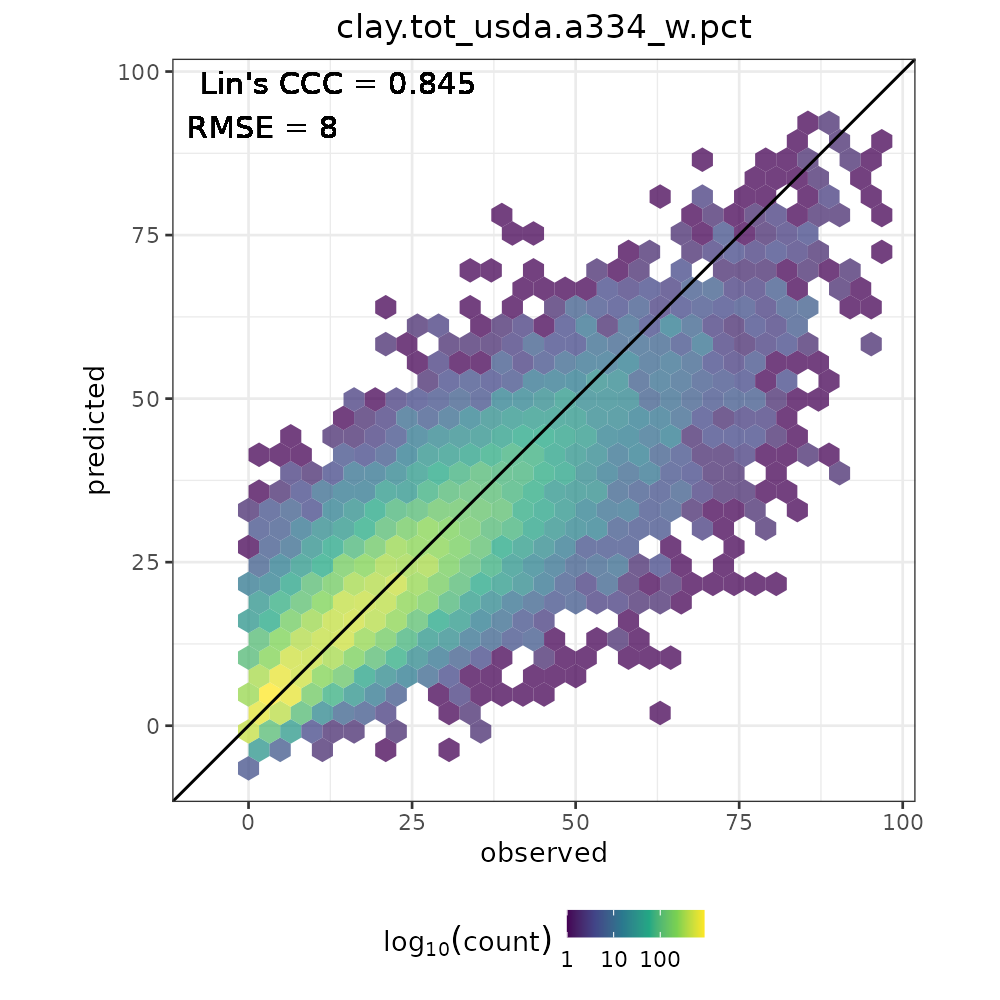 clay.tot_usda.a334_w.pct
Lin's CCC = 0.845
RMSE = 8
100
75
50
25
0
predicted
0 25 50 75 100
observed
log10(count)
1 10 100